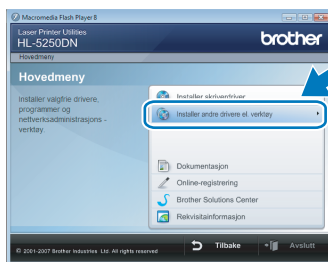 Macromedia Flash Player 8
Laser Printer Utilities
HL-5250DN
brother
Hovedmeny
Hovedmeny
Installer valgfrie drivere,
programmer og
nettverksadministrasjons -
verktøy.
Installer skriverdriver
Installer andre drivere el. verktøy
Dokumentasjon
Online-registrering
Brother Solutions Center
Rekvisitainformasjon
© 2001-2007 Brother Industries Ltd. All rights reserved
Tilbake
Avslutt